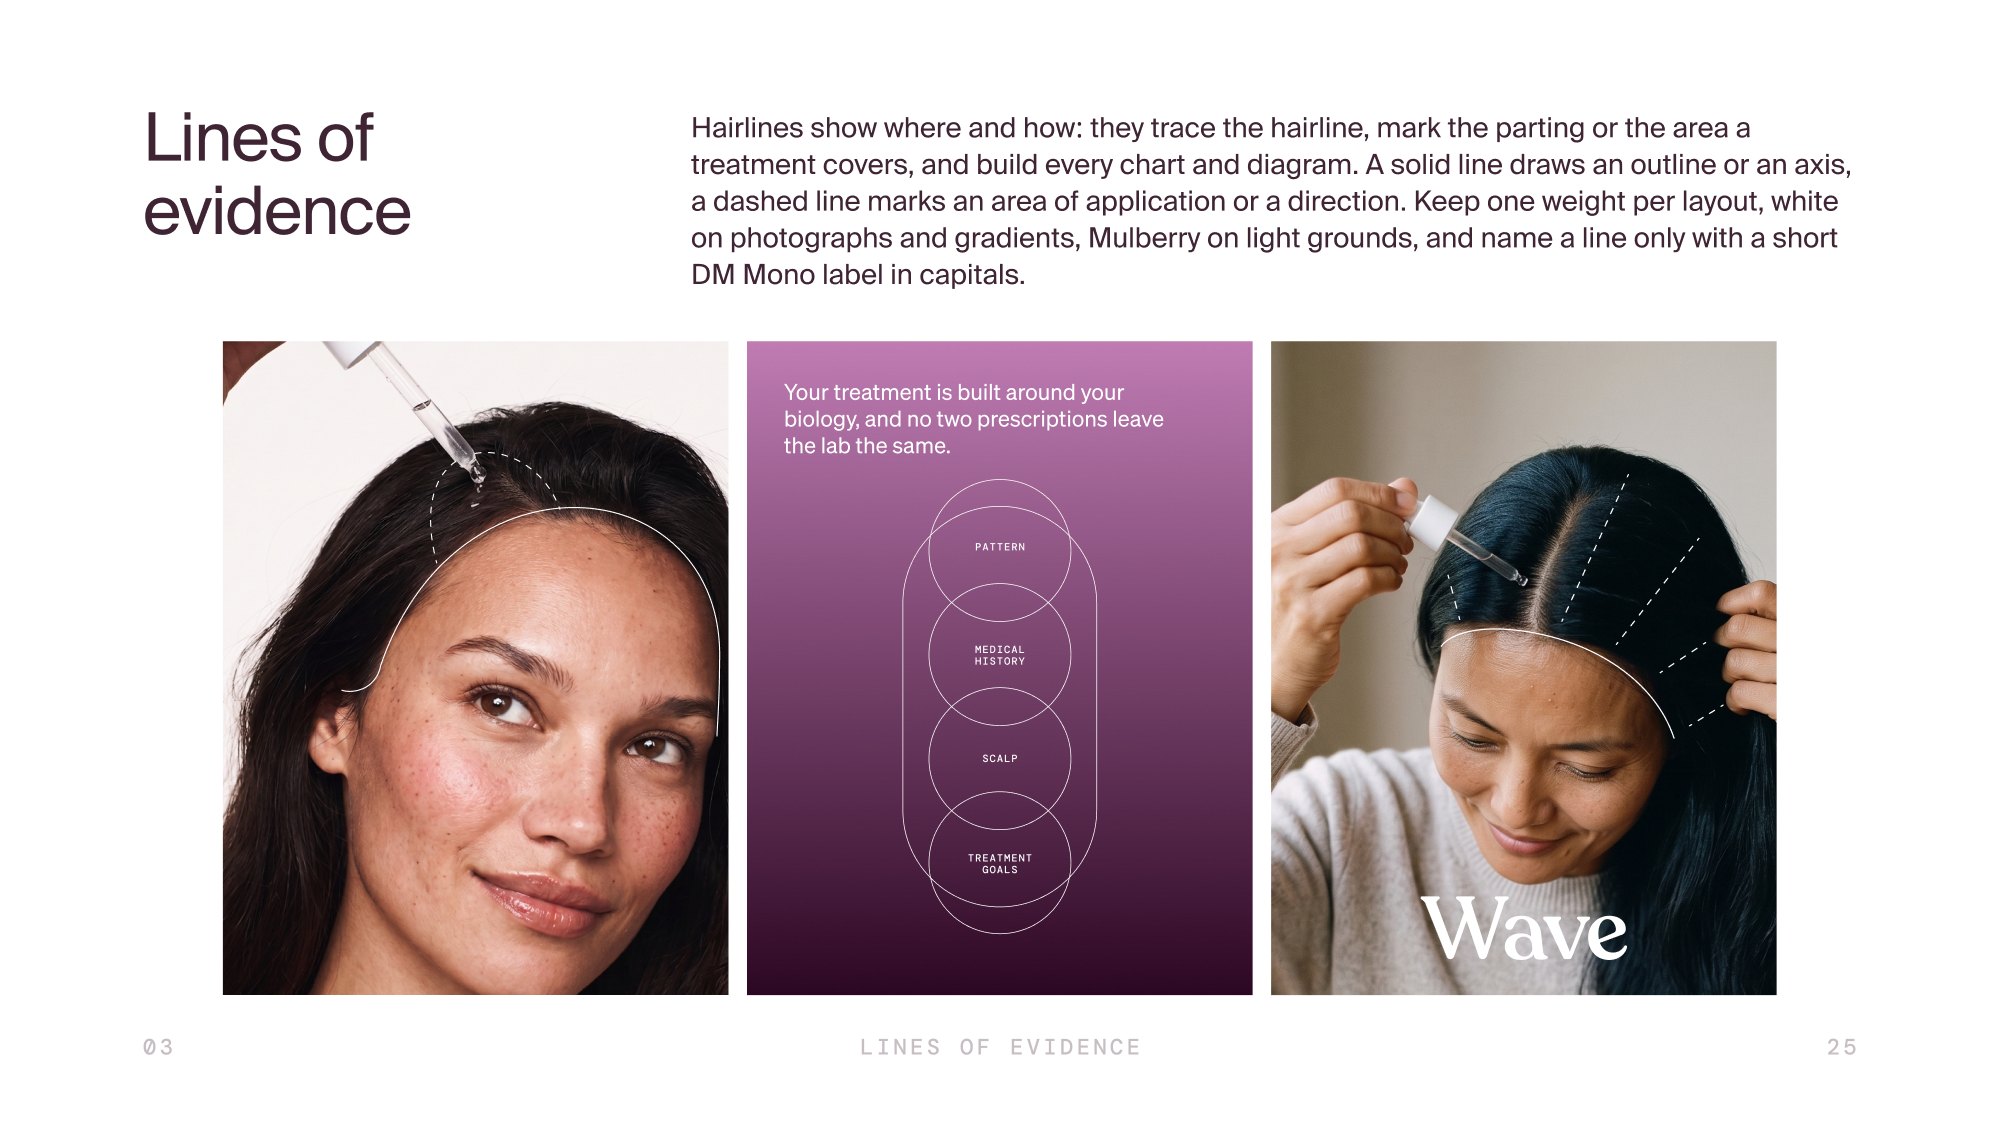 Lines of
evidence
Hairlines show where and how: they trace the hairline, mark the parting or the area a
treatment covers, and build every chart and diagram. A solid line draws an outline or an axis,
a dashed line marks an area of application or a direction. Keep one weight per layout, white
on photographs and gradients, Mulberry on light grounds, and name a line only with a short
DM Mono label in capitals.
Your treatment is built around your
biology, and no two prescriptions leave
the lab the same.
PATTERN
MEDICAL
HISTORY
SCALP
TREATMENT
GOALS
Wave
03
LINES OF EVIDENCE
25